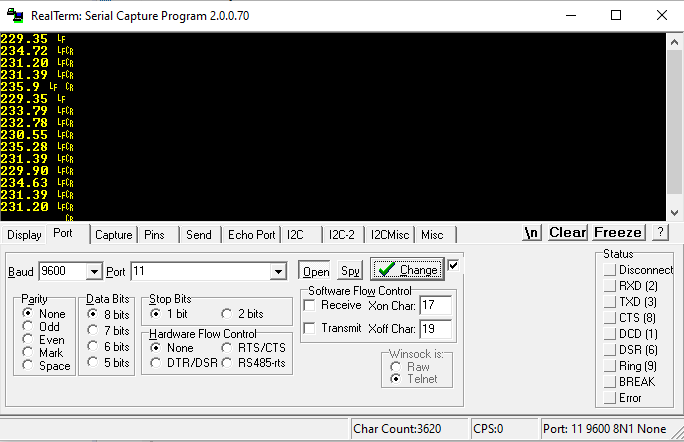 RealTerm: Serial Capture Program 2.0.0.70
229.35 LF
234.72 LFCR
231.20 LFCR
231.39 LFCR
235.9 LF CR
229.35 LF
233.79 LFCR
232.78 LFCR
230.55 LFCR
235.28 LFCR
231.39 LFCR
229.90 LFCR
234.63 LFCR
231.39 LFCR
231.20 LFCR
CR
Display Port Capture Pins Send Echo Port I2C I2C-2 I2CMisc Misc \n Clear Freeze ?
Baud 9600 Port 11 Open Spy Change
Parity
None
Odd
Even
Mark
Space
Data Bits
8 bits
7 bits
6 bits
5 bits
Stop Bits
1 bit 2 bits
Hardware Flow Control
None RTS/CTS
DTR/DSR RS485-rts
Software Flow Control
Receive Xon Char: 17
Transmit Xoff Char: 19
Winsock is:
Raw
Telnet
Status
Disconnect
RXD (2)
TXD (3)
CTS (8)
DCD (1)
DSR (6)
Ring (9)
BREAK
Error
Char Count:3620 CPS:0 Port: 11 9600 8N1 None